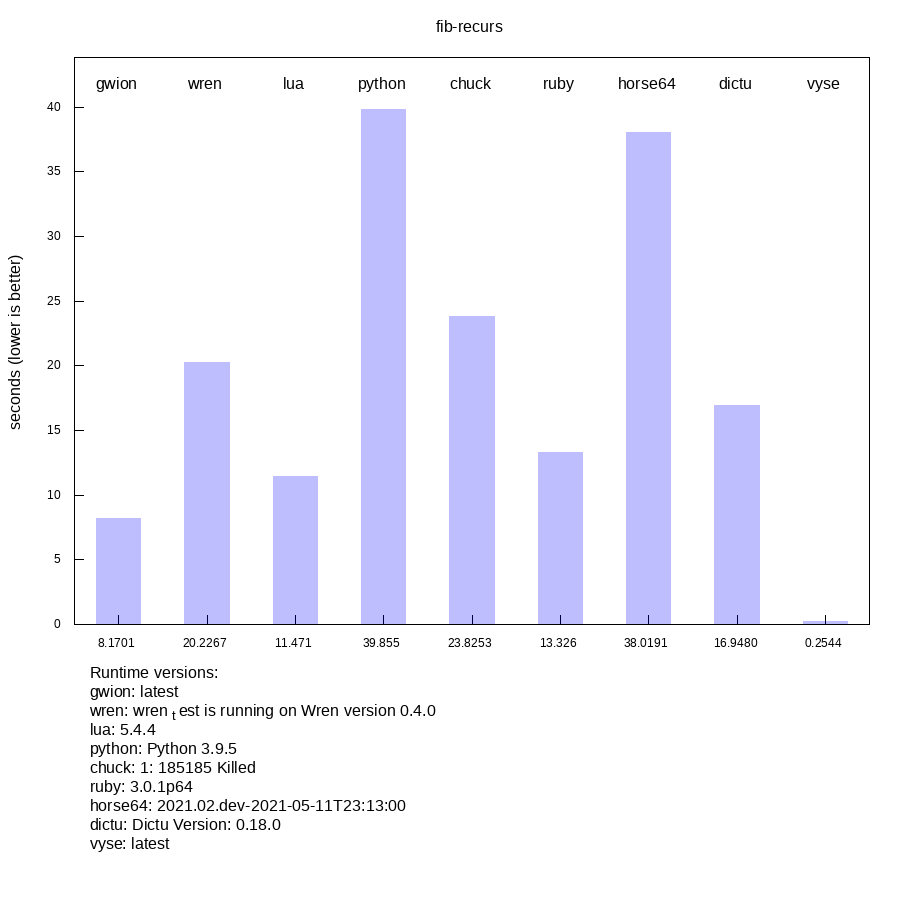 fib-recurs
gwion wren lua python chuck ruby horse64 dictu vyse
seconds (lower is better)
40
35
30
25
20
15
10
5
0
8.1701 20.2267 11.471 39.855 23.8253 13.326 38.0191 16.9480 0.2544
Runtime versions:
gwion: latest
wren: wren t est is running on Wren version 0.4.0
lua: 5.4.4
python: Python 3.9.5
chuck: 1: 185185 Killed
ruby: 3.0.1p64
horse64: 2021.02.dev-2021-05-11T23:13:00
dictu: Dictu Version: 0.18.0
vyse: latest